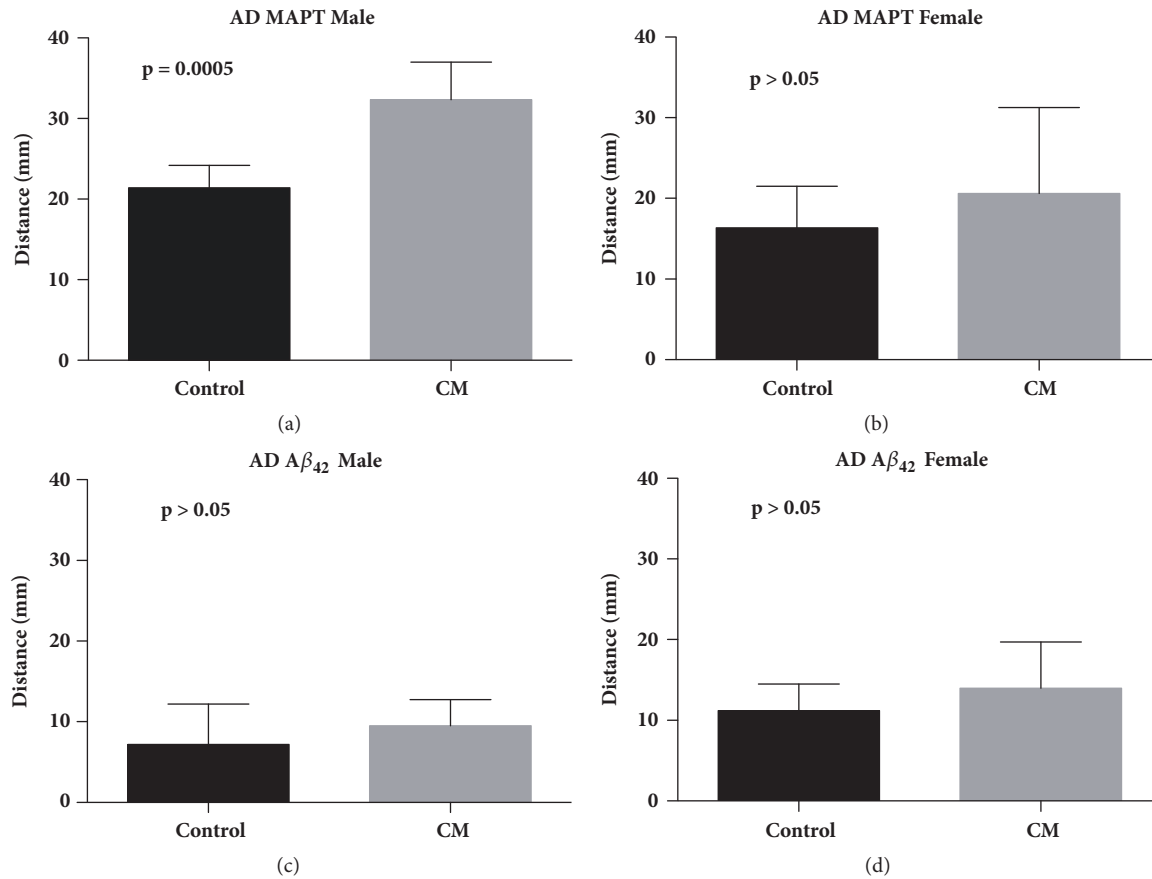 AD MAPT Male
40
30
20
10
0
Distance (mm)
p = 0.0005
Control CM
(a)
AD MAPT Female
40
30
20
10
0
Distance (mm)
p > 0.05
Control CM
(b)
AD Aβ₄₂ Male
40
30
20
10
0
Distance (mm)
p > 0.05
Control CM
(c)
AD Aβ₄₂ Female
40
30
20
10
0
Distance (mm)
p > 0.05
Control CM
(d)